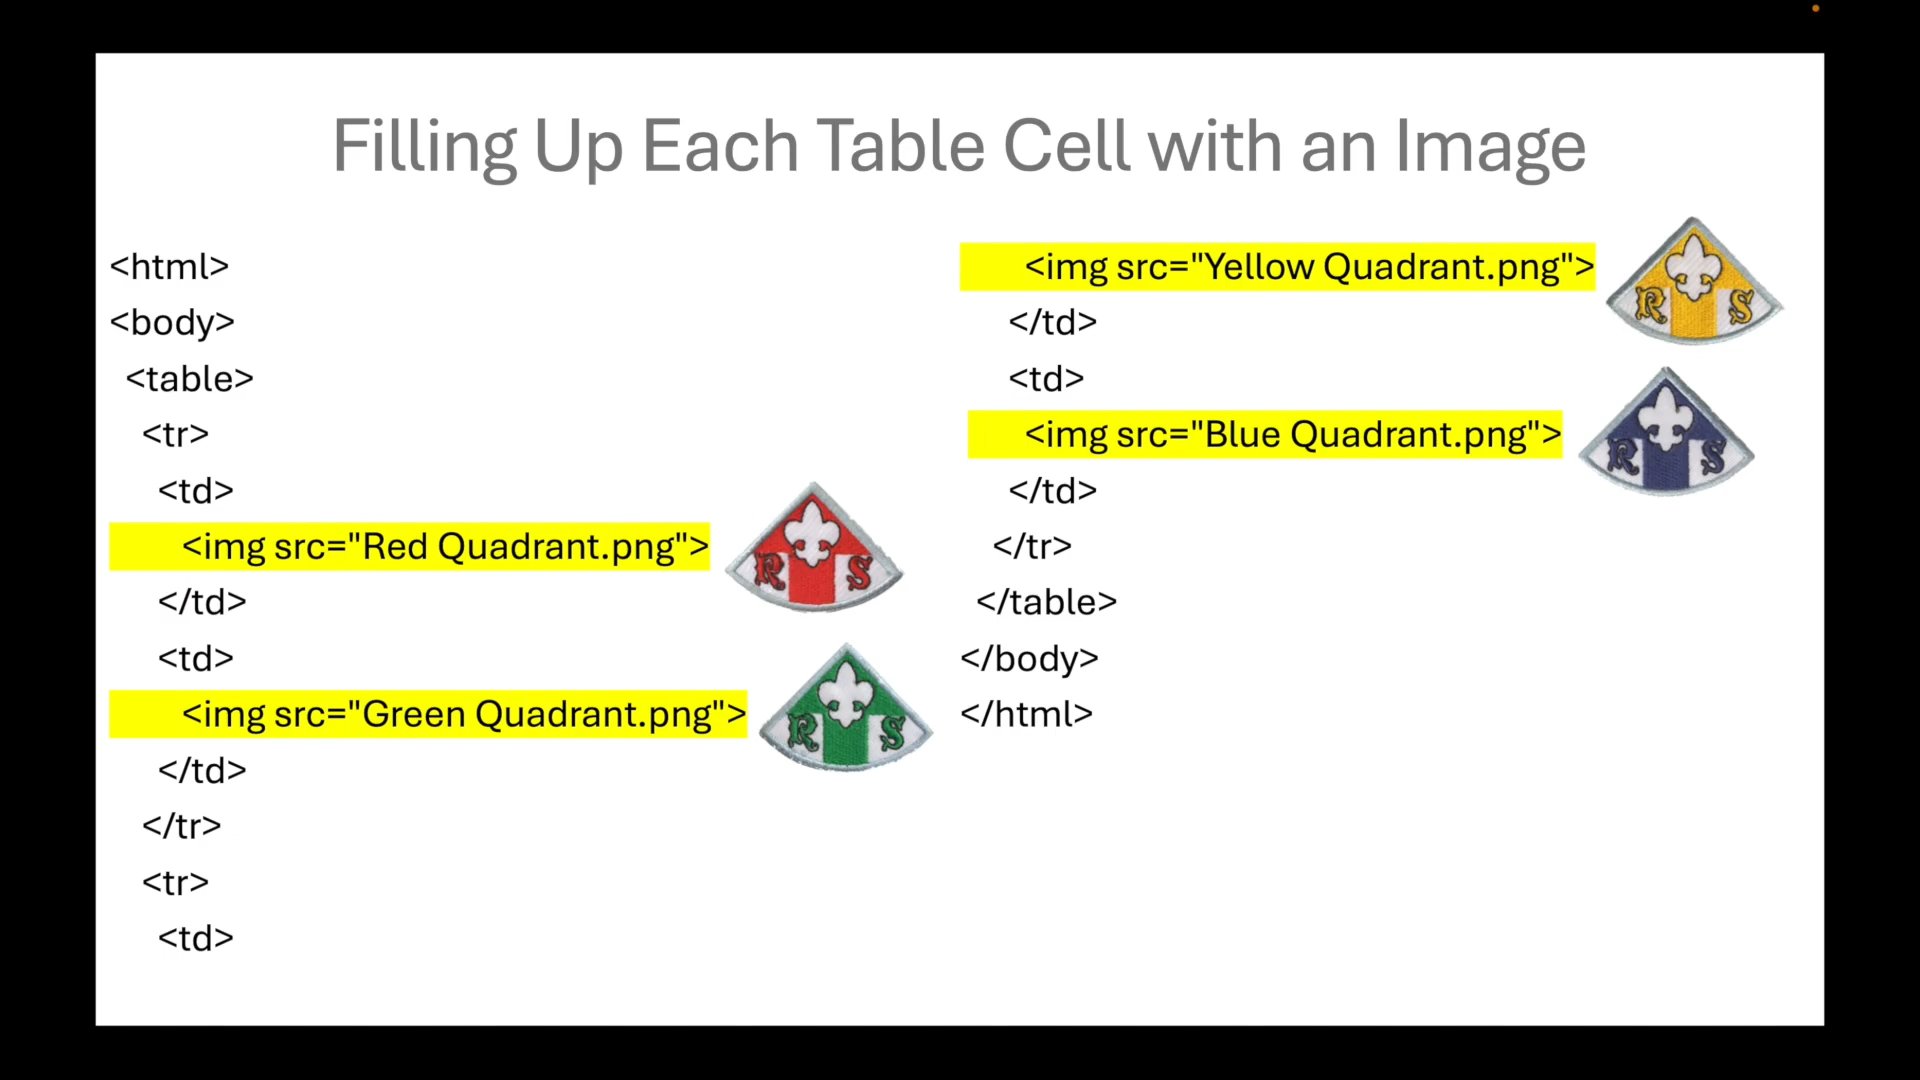 Filling Up Each Table Cell with an Image
<html>
<body>
<table>
<tr>
<td>
<img src="Red Quadrant.png">
R S
</td>
<td>
<img src="Green Quadrant.png">
R S
</td>
</tr>
<tr>
<td>
<img src="Yellow Quadrant.png">
R S
</td>
<td>
<img src="Blue Quadrant.png">
R S
</td>
</tr>
</table>
</body>
</html>